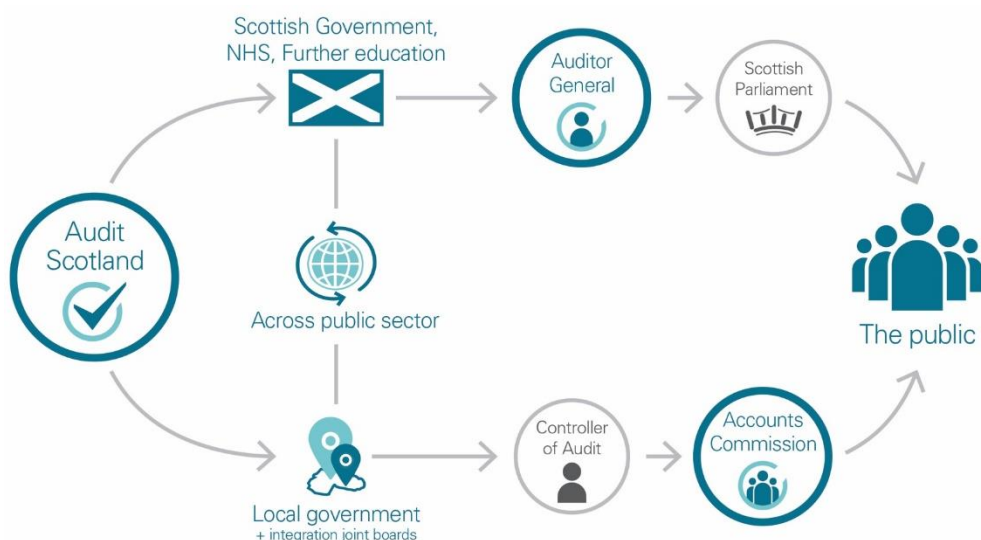 Scottish Government,
NHS, Further education
Auditor
General
Scottish
Parliament
Audit
Scotland
Across public sector
The public
Controller
of Audit
Accounts
Commission
Local government
+ integration joint boards